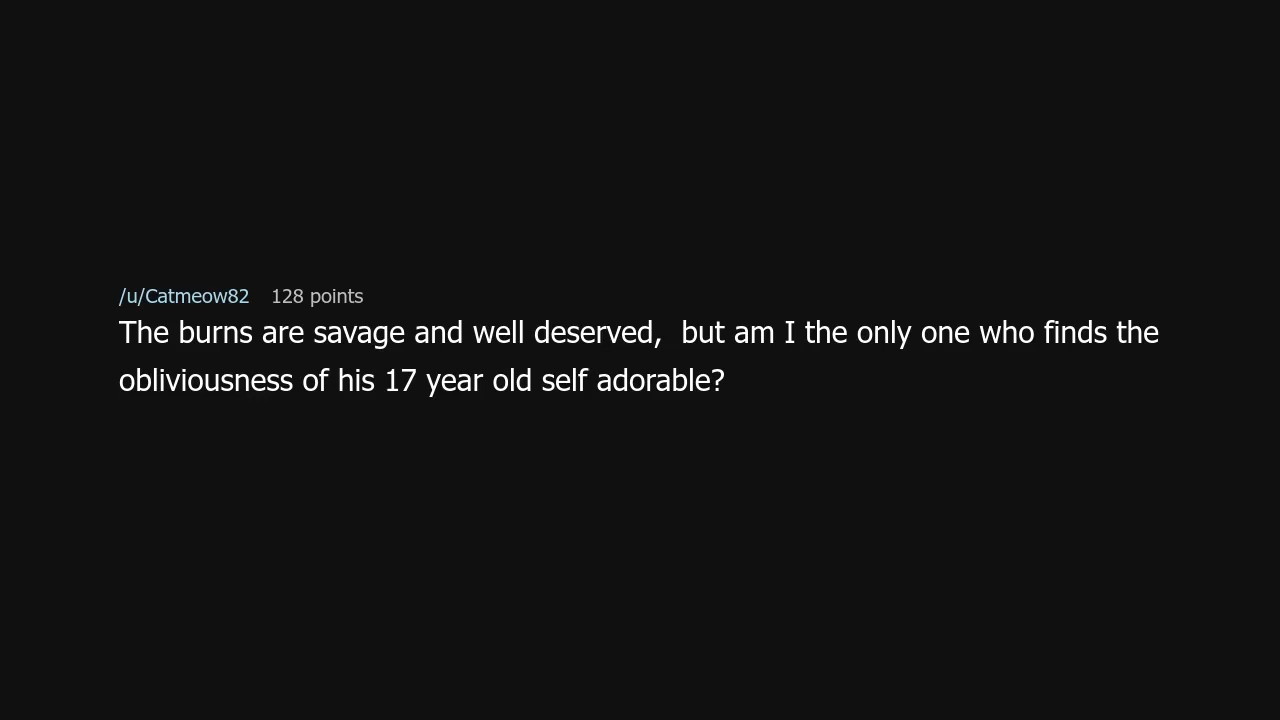 /u/Catmeow82 128 points
The burns are savage and well deserved,  but am I the only one who finds the
obliviousness of his 17 year old self adorable?